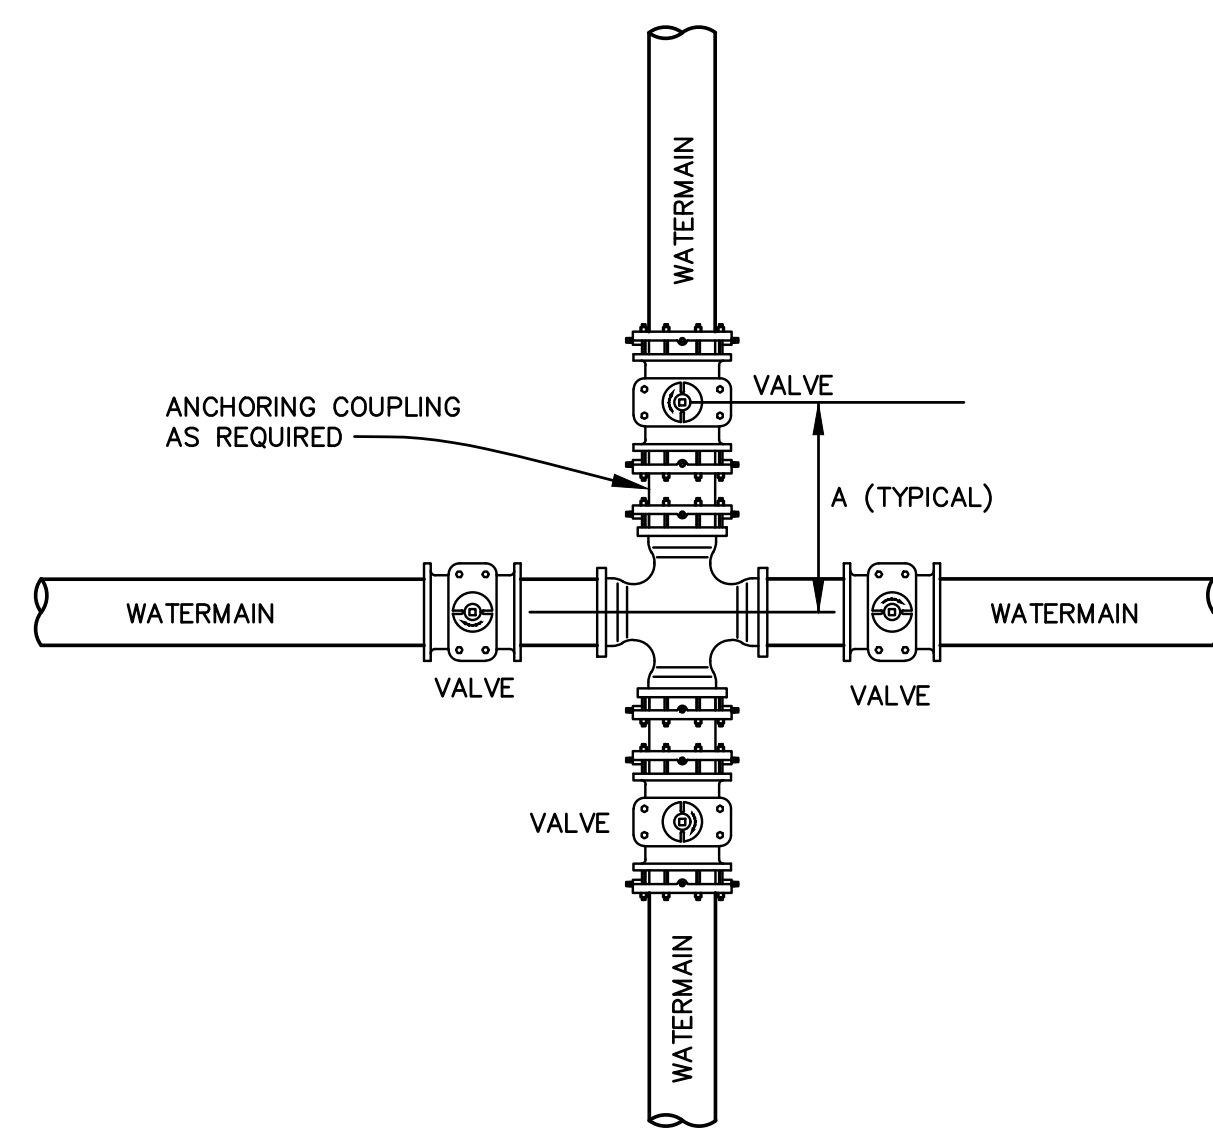 WATERMAIN
VALVE
ANCHORING COUPLING
AS REQUIRED
A (TYPICAL)
WATERMAIN
WATERMAIN
VALVE
VALVE
VALVE
WATERMAIN